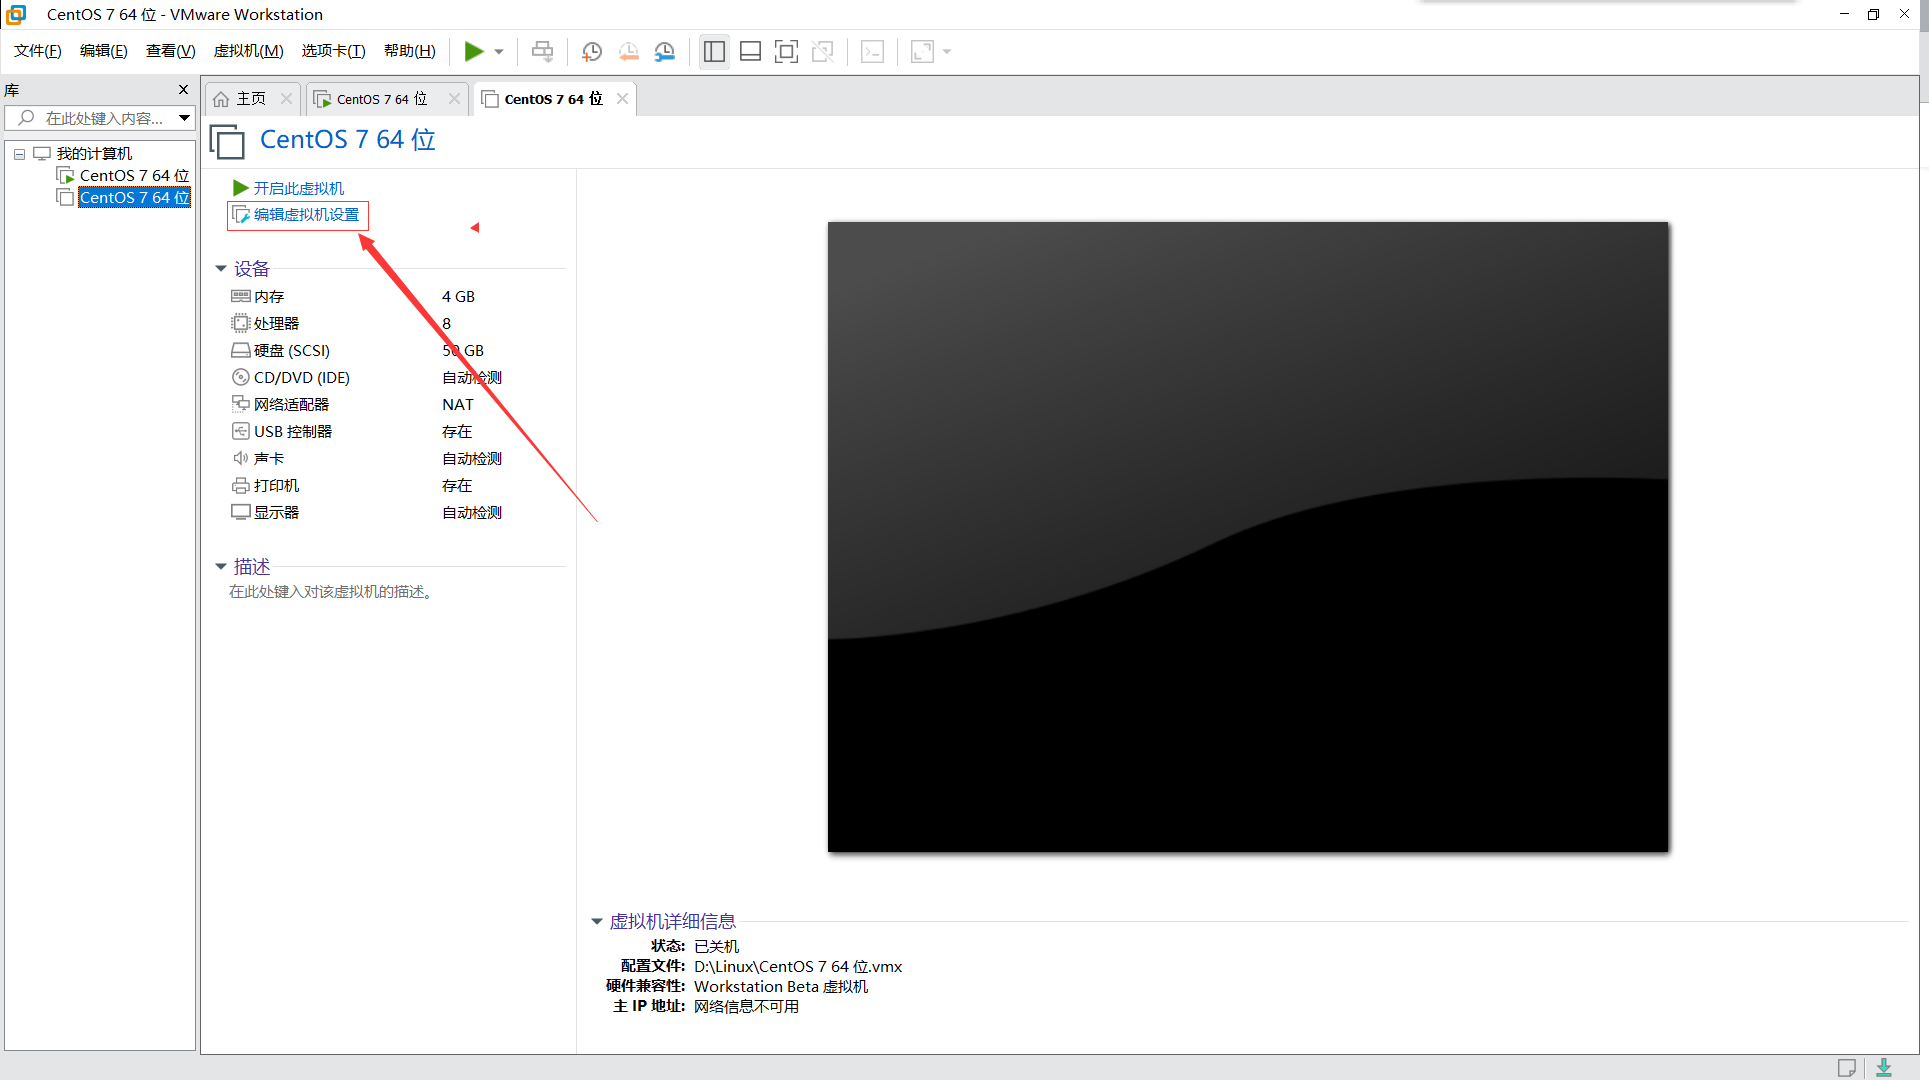 CentOS 7 64 位 - VMware Workstation
文件(F) 编辑(E) 查看(V) 虚拟机(M) 选项卡(T) 帮助(H)
库
在此处键入内容...
我的计算机
CentOS 7 64 位
CentOS 7 64 位
主页 CentOS 7 64 位 CentOS 7 64 位
CentOS 7 64 位
开启此虚拟机
编辑虚拟机设置
设备
内存 4 GB
处理器 8
硬盘 (SCSI) 50 GB
CD/DVD (IDE) 自动检测
网络适配器 NAT
USB 控制器 存在
声卡 自动检测
打印机 存在
显示器 自动检测
描述
在此处键入对该虚拟机的描述。
虚拟机详细信息
状态: 已关机
配置文件: D:\Linux\CentOS 7 64 位.vmx
硬件兼容性: Workstation Beta 虚拟机
主 IP 地址: 网络信息不可用